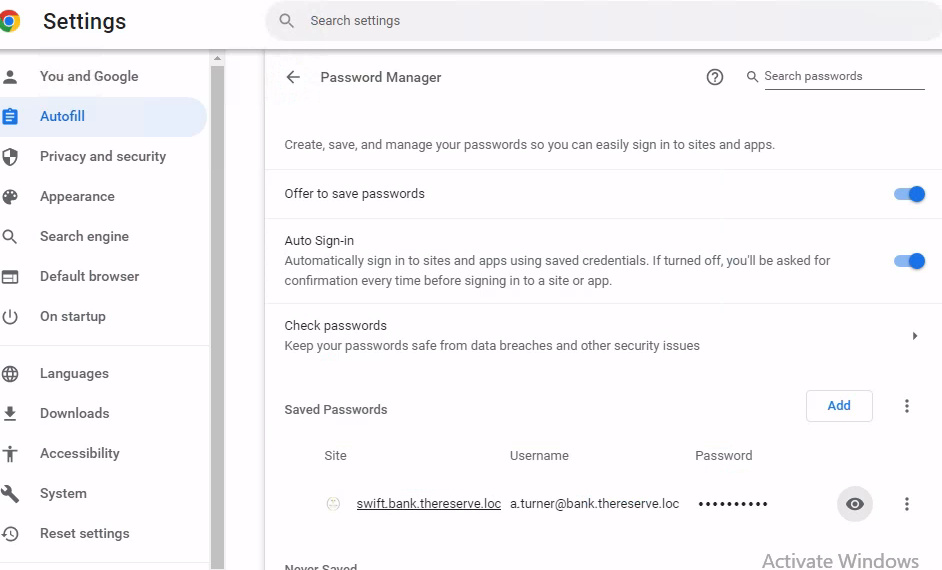 Settings
Search settings
You and Google
Autofill
Privacy and security
Appearance
Search engine
Default browser
On startup
Languages
Downloads
Accessibility
System
Reset settings
Password Manager
Search passwords
Create, save, and manage your passwords so you can easily sign in to sites and apps.
Offer to save passwords
Auto Sign-in
Automatically sign in to sites and apps using saved credentials. If turned off, you'll be asked for
confirmation every time before signing in to a site or app.
Check passwords
Keep your passwords safe from data breaches and other security issues
Saved Passwords
Add
Site Username Password
swift.bank.thereserve.loc a.turner@bank.thereserve.loc ••••••••••
Never Saved
Activate Windows